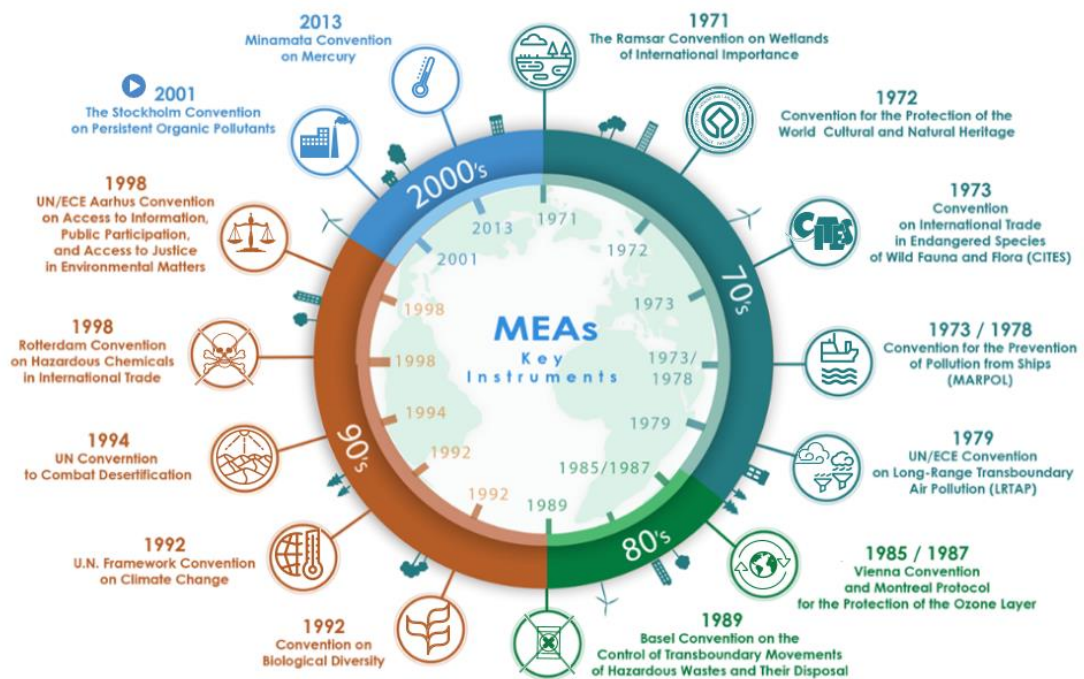 2013
Minamata Convention
on Mercury
1971
The Ramsar Convention on Wetlands
of International Importance
2001
The Stockholm Convention
on Persistent Organic Pollutants
1972
Convention for the Protection of the
World Cultural and Natural Heritage
1998
UN/ECE Aarhus Convention
on Access to Information,
Public Participation,
and Access to Justice
in Environmental Matters
1973
Convention
on International Trade
in Endangered Species
of Wild Fauna and Flora (CITES)
CITES
1998
Rotterdam Convention
on Hazardous Chemicals
in International Trade
1973 / 1978
Convention for the Prevention
of Pollution from Ships
(MARPOL)
1994
UN Convenrtion
to Combat Desertification
1979
UN/ECE Convention
on Long-Range Transboundary
Air Pollution (LRTAP)
1992
U.N. Framework Convention
on Climate Change
1985 / 1987
Vienna Convention
and Montreal Protocol
for the Protection of the Ozone Layer
1992
Convention on
Biological Diversity
1989
Basel Convention on the
Control of Transboundary Movements
of Hazardous Wastes and Their Disposal
2000's
70's
80's
90's
1971
1972
1973
1973/
1978
1979
1985/1987
1989
1992
1992
1994
1998
1998
2001
2013
MEAs
Key
Instruments